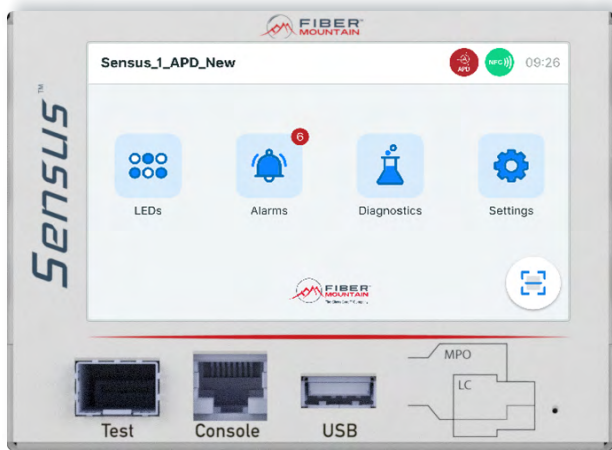 FIBER
MOUNTAIN
Sensus_1_APD_New
APD
NFC
09:26
Sensus™
6
LEDs
Alarms
Diagnostics
Settings
FIBER
MOUNTAIN
MPO
LC
Test
Console
USB